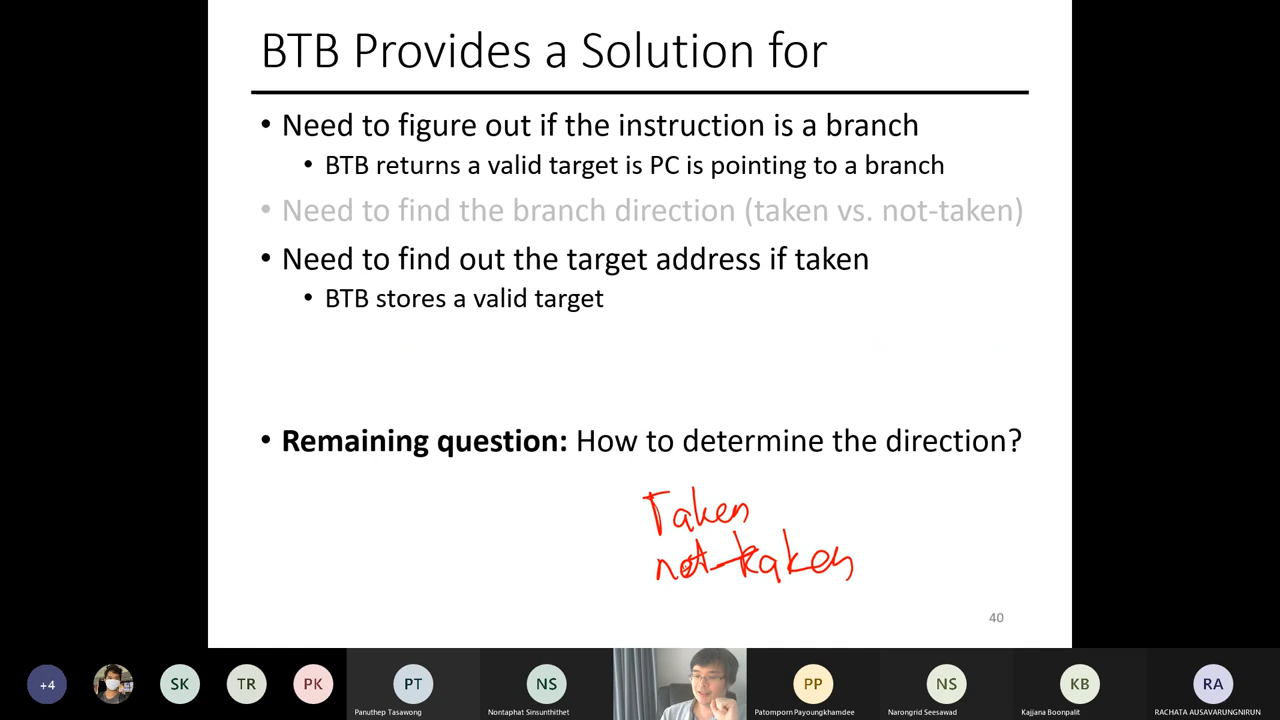 BTB Provides a Solution for
• Need to figure out if the instruction is a branch
• BTB returns a valid target is PC is pointing to a branch
• Need to find the branch direction (taken vs. not-taken)
• Need to find out the target address if taken
• BTB stores a valid target
• Remaining question: How to determine the direction?
Taken
not-taken
40
+4 SK TR PK PT NS PP NS KB RA
Panuthep Tasawong Nontaphat Sinsunthithet Patomporn Payoungkhamdee Narongrid Seesawad Kajjana Boonpalit RACHATA AUSAVARUNGNIRUN